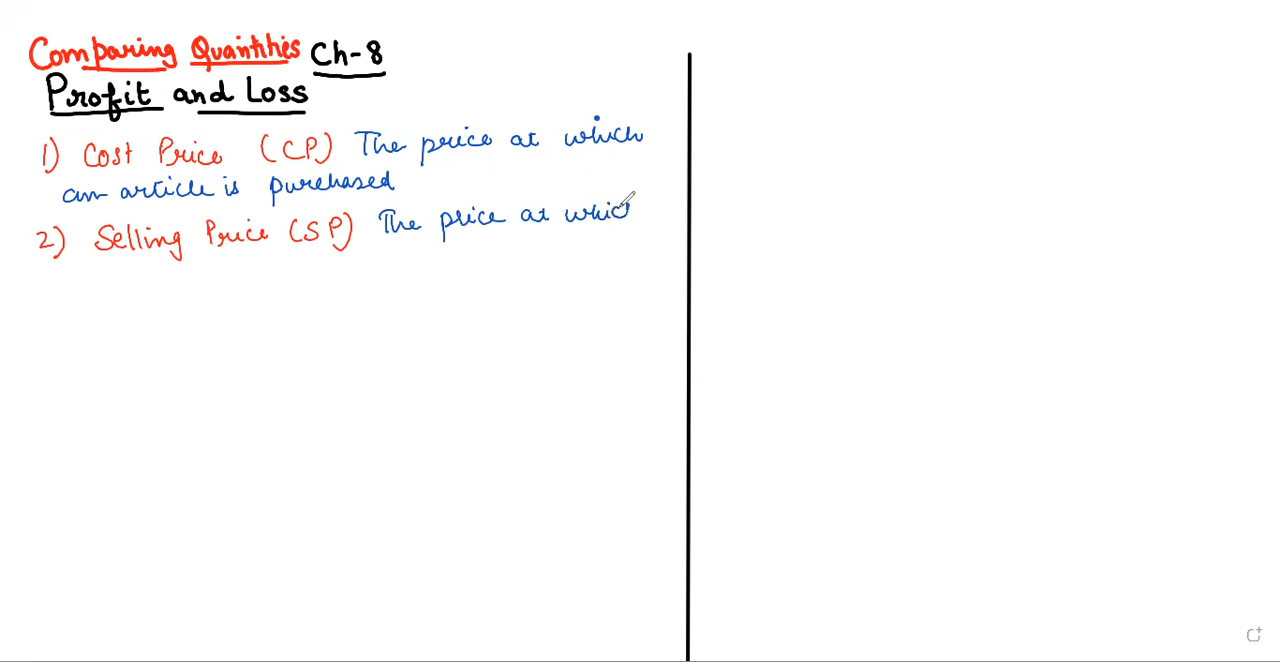 Comparing Quantities Ch-8
Profit and Loss
1) Cost Price (CP) The price at which
an article is purchased
2) Selling Price (SP) The price at whic